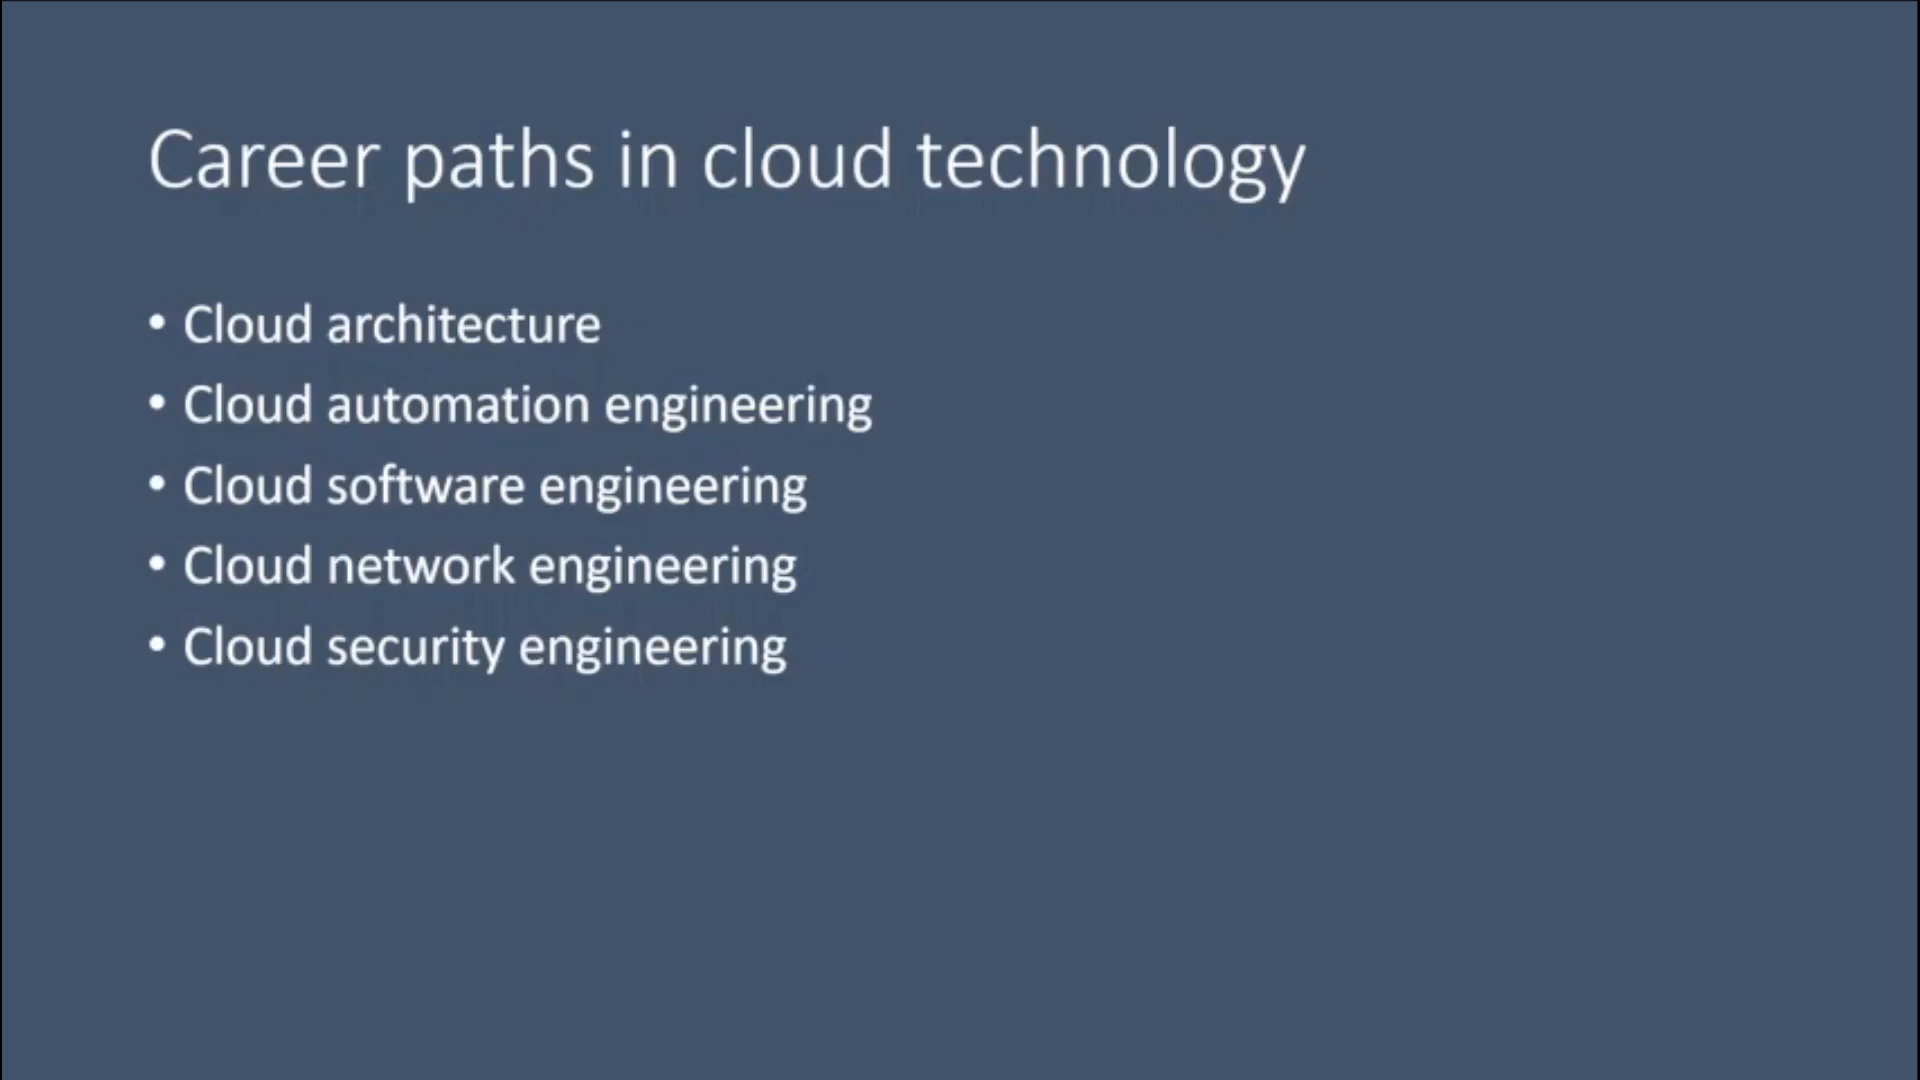 Career paths in cloud technology
• Cloud architecture
• Cloud automation engineering
• Cloud software engineering
• Cloud network engineering
• Cloud security engineering